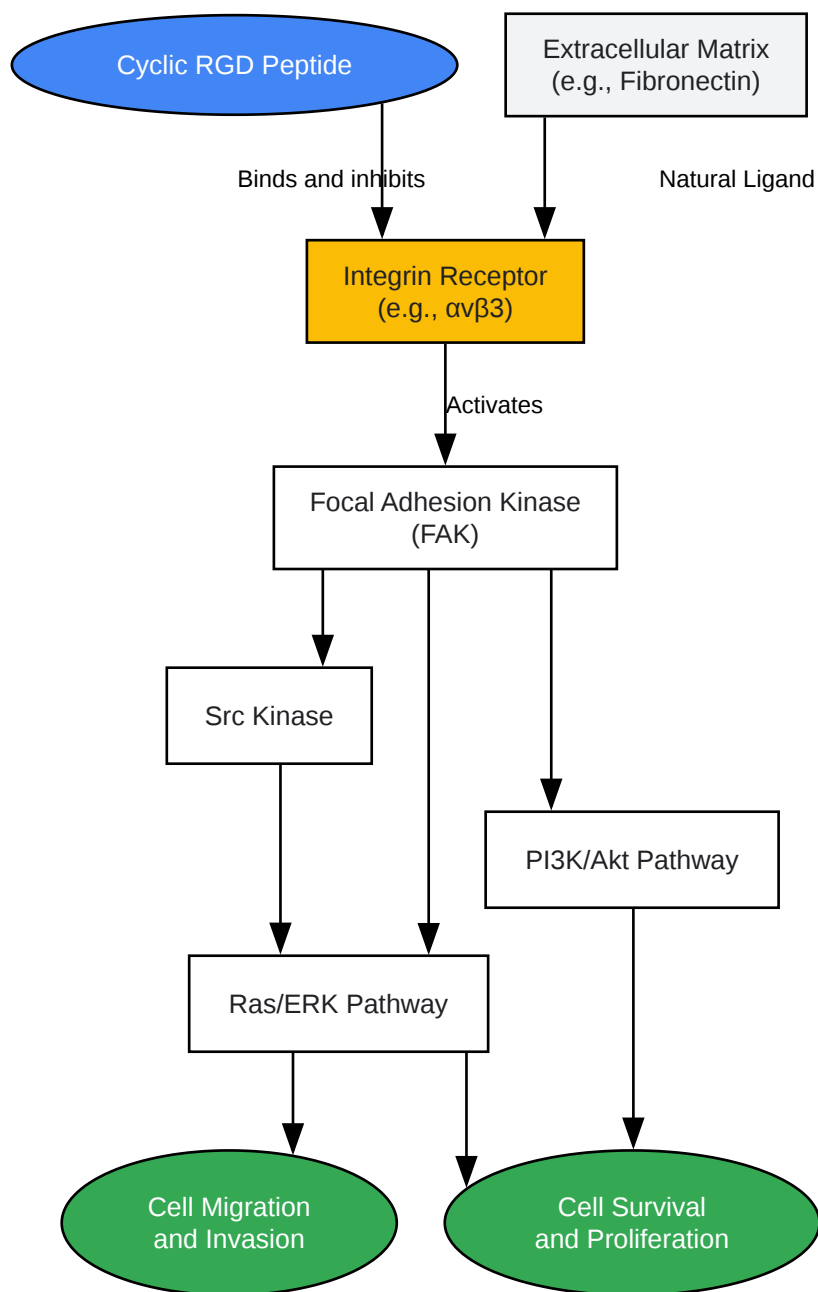 Cyclic RGD Peptide
Extracellular Matrix
(e.g., Fibronectin)
Binds and inhibits
Natural Ligand
Integrin Receptor
(e.g., αvβ3)
Activates
Focal Adhesion Kinase
(FAK)
Src Kinase
PI3K/Akt Pathway
Ras/ERK Pathway
Cell Migration
and Invasion
Cell Survival
and Proliferation